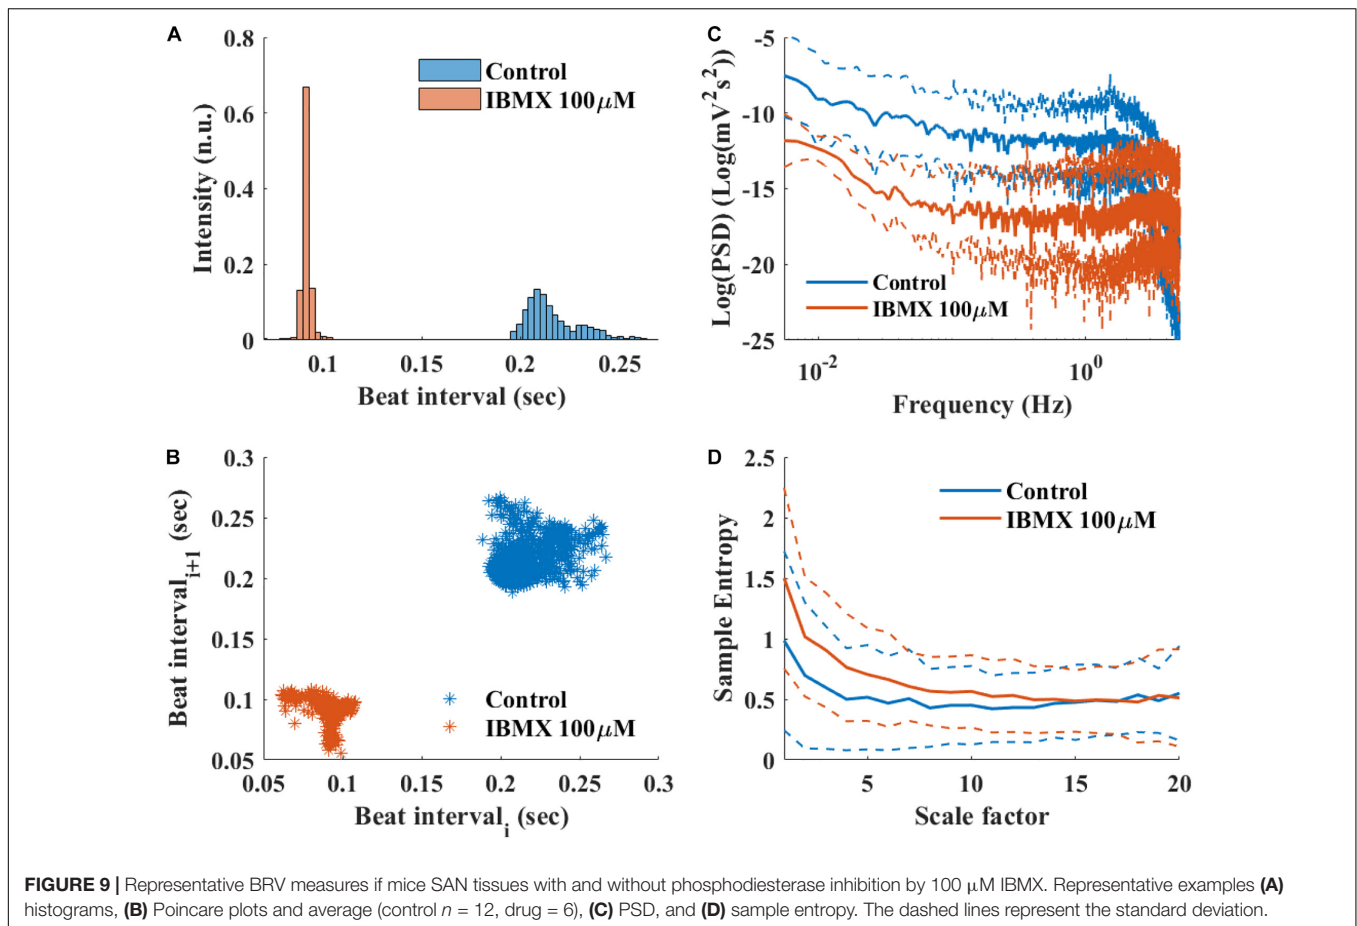 A
0.8
0.6
0.4
0.2
0
Intensity (n.u.)
Control
IBMX 100μM
0.1 0.15 0.2 0.25
Beat interval (sec)
C
-5
-10
-15
-20
-25
Log(PSD) (Log(mV²s²))
Control
IBMX 100μM
10⁻² 10⁰
Frequency (Hz)
B
0.3
0.25
0.2
0.15
0.1
0.05
Beat interval i+1 (sec)
Control
IBMX 100μM
0.05 0.1 0.15 0.2 0.25 0.3
Beat interval i (sec)
D
2.5
2
1.5
1
0.5
0
Sample Entropy
Control
IBMX 100μM
5 10 15 20
Scale factor
FIGURE 9 | Representative BRV measures if mice SAN tissues with and without phosphodiesterase inhibition by 100 μM IBMX. Representative examples (A)
histograms, (B) Poincare plots and average (control n = 12, drug = 6), (C) PSD, and (D) sample entropy. The dashed lines represent the standard deviation.